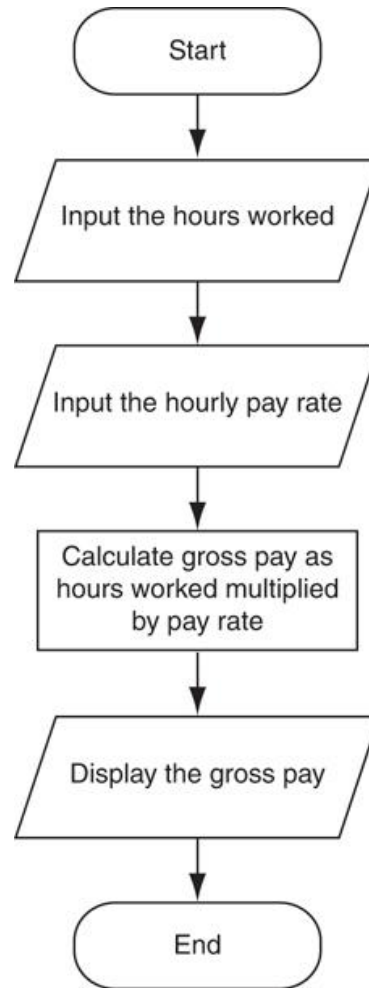 Start
Input the hours worked
Input the hourly pay rate
Calculate gross pay as
hours worked multiplied
by pay rate
Display the gross pay
End